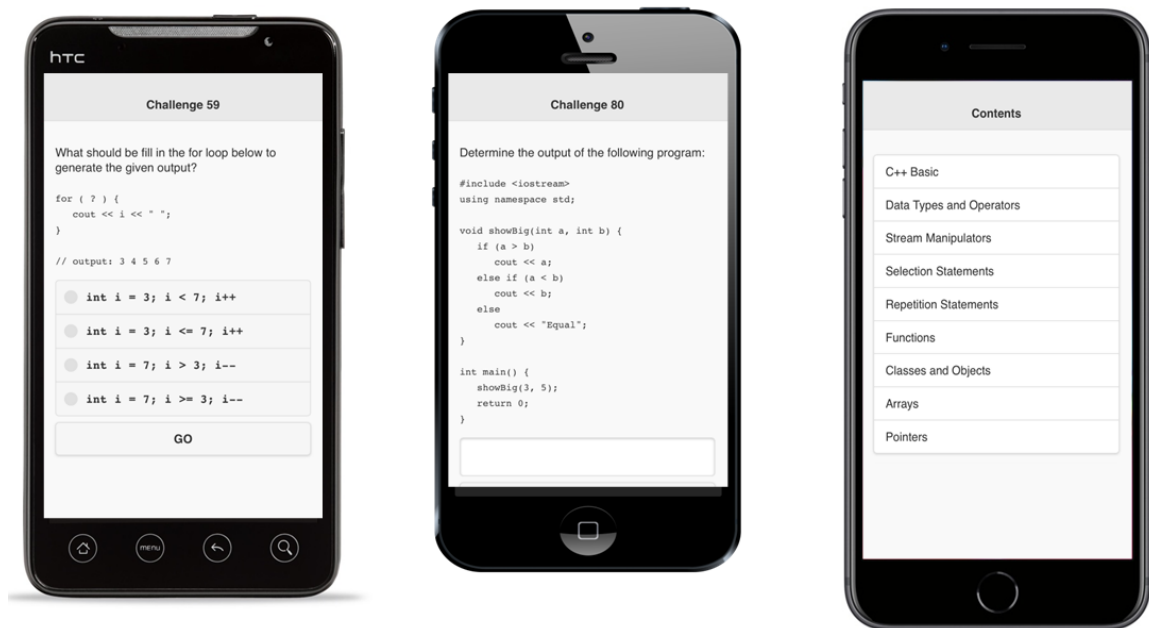 hTC
Challenge 59
What should be fill in the for loop below to
generate the given output?
for ( ? ) {
cout << i << " ";
}
// output: 3 4 5 6 7
int i = 3; i < 7; i++
int i = 3; i <= 7; i++
int i = 7; i > 3; i--
int i = 7; i >= 3; i--
GO
menu
Challenge 80
Determine the output of the following program:
#include <iostream>
using namespace std;
void showBig(int a, int b) {
if (a > b)
cout << a;
else if (a < b)
cout << b;
else
cout << "Equal";
}
int main() {
showBig(3, 5);
return 0;
}
Contents
C++ Basic
Data Types and Operators
Stream Manipulators
Selection Statements
Repetition Statements
Functions
Classes and Objects
Arrays
Pointers